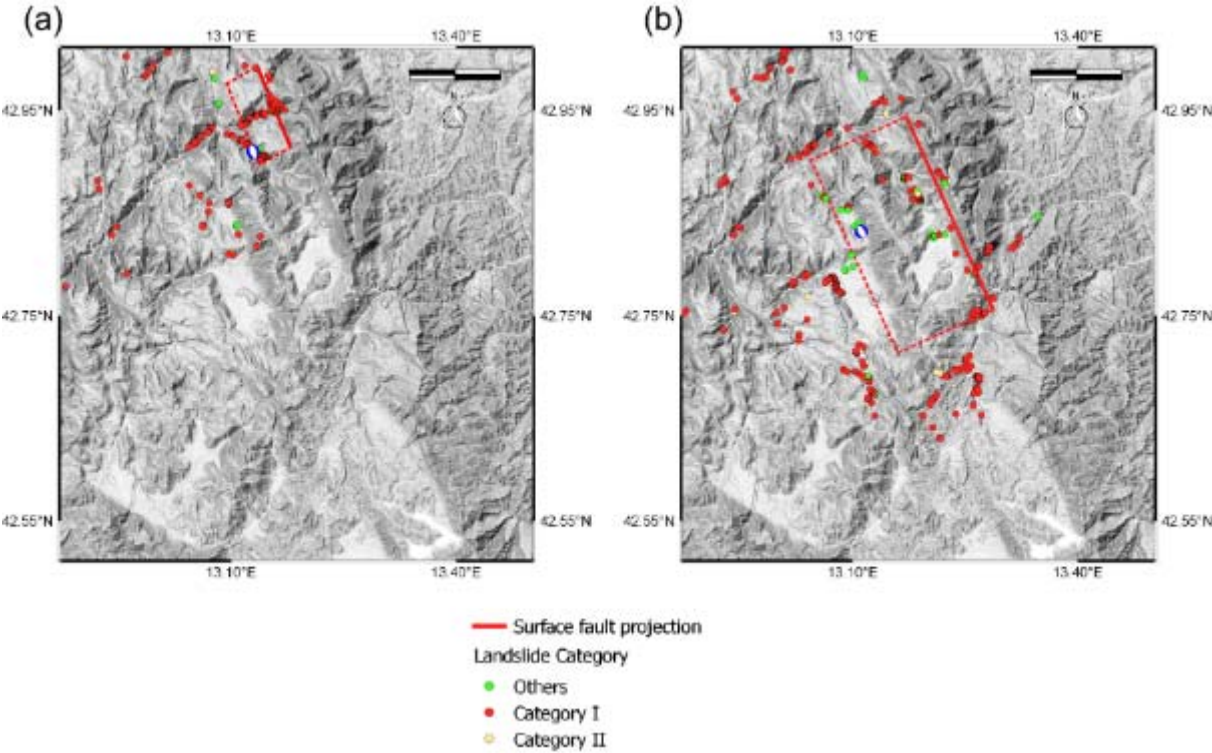 (a) (b)
13.10°E 13.40°E 13.10°E 13.40°E
N
N
42.95°N 42.95°N 42.95°N 42.95°N
42.75°N 42.75°N 42.75°N 42.75°N
42.55°N 42.55°N 42.55°N 42.55°N
13.10°E 13.40°E 13.10°E 13.40°E
Surface fault projection
Landslide Category
Others
Category I
Category II